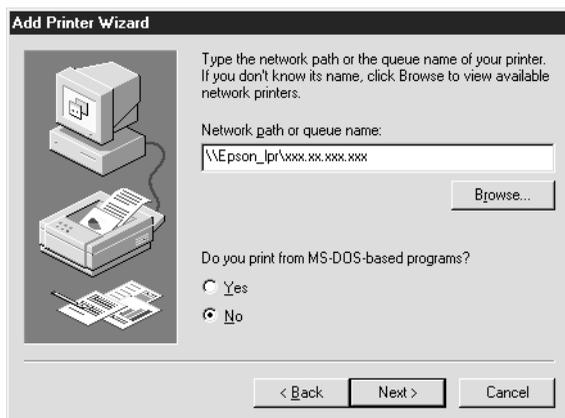 Add Printer Wizard
Type the network path or the queue name of your printer.
If you don't know its name, click Browse to view available
network printers.
Network path or queue name:
\\Epson_lpr\xxx.xx.xxx.xxx
Browse...
Do you print from MS-DOS-based programs?
Yes
No
< Back
Next >
Cancel